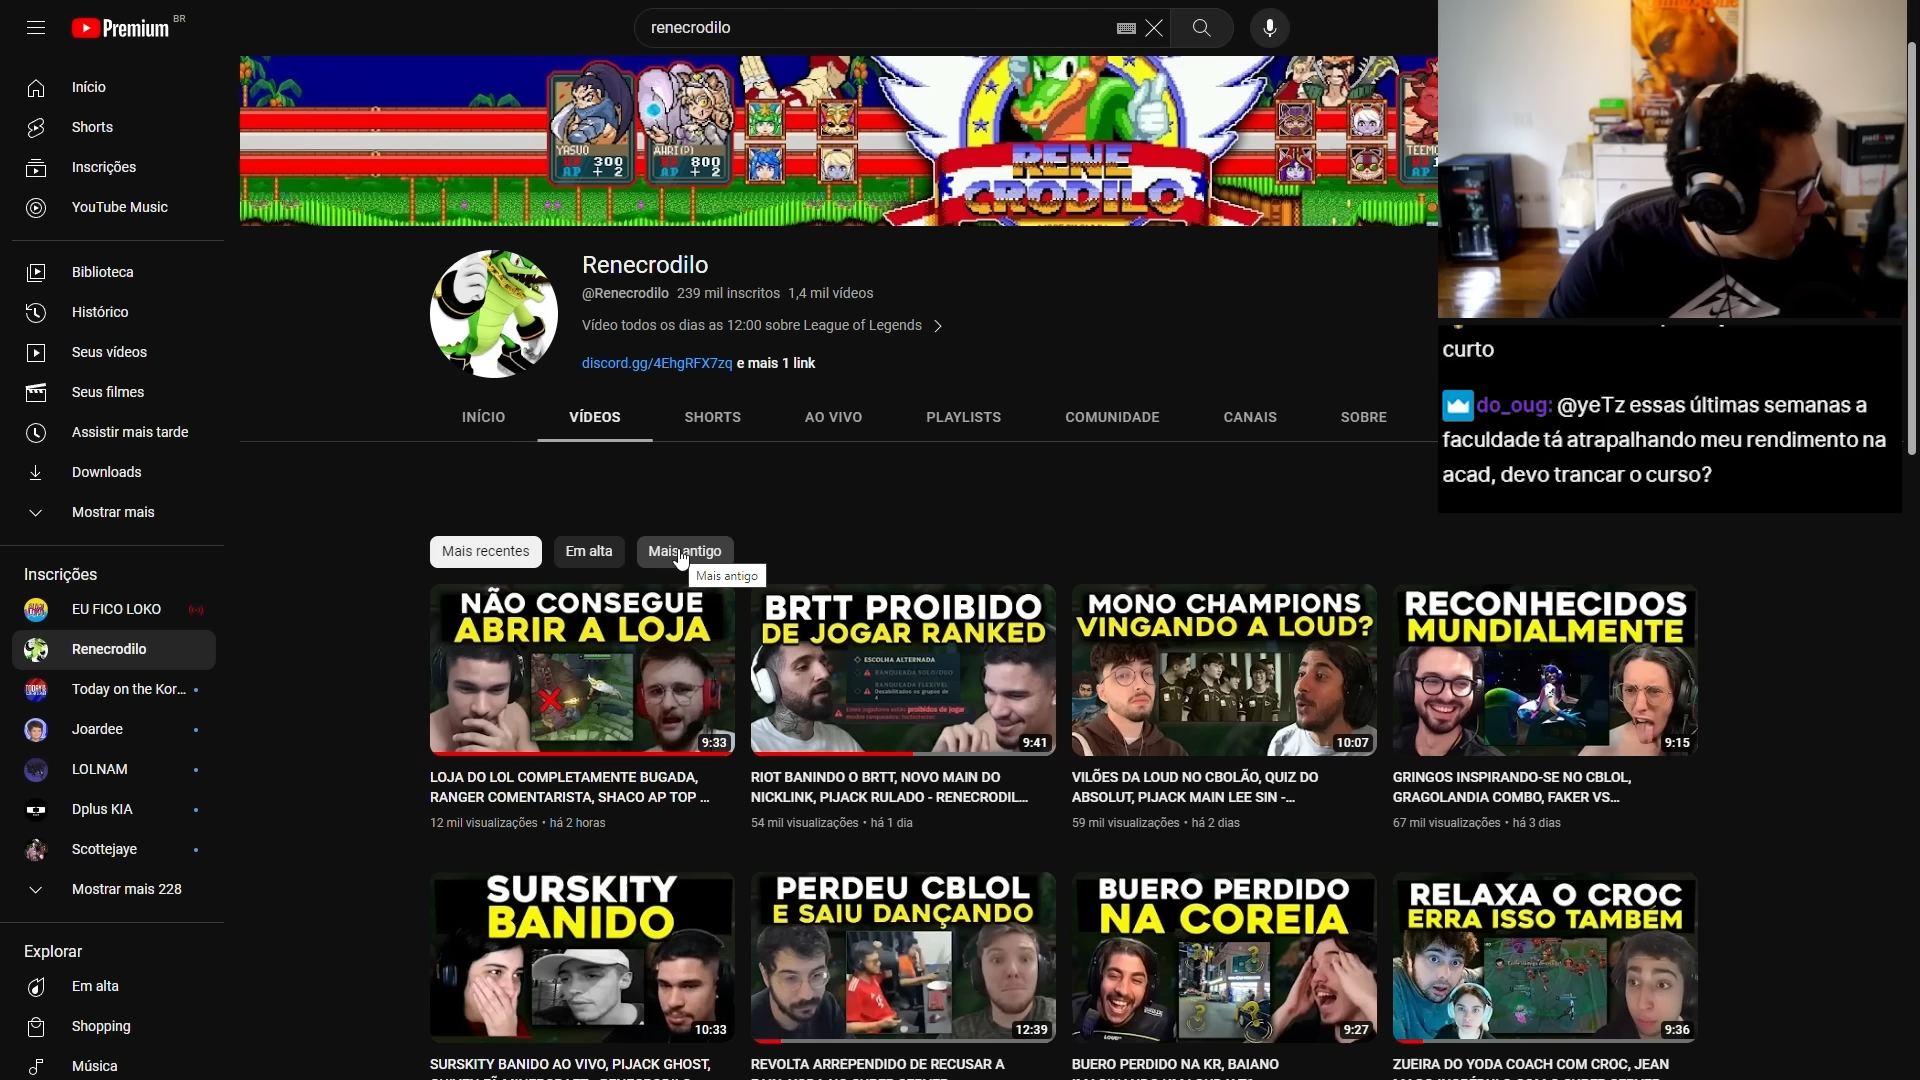 Premium BR
renecrodilo
Início
Shorts
Inscrições
YouTube Music
Biblioteca
Histórico
Seus vídeos
Seus filmes
Assistir mais tarde
Downloads
Mostrar mais
Inscrições
EU FICO LOKO
Renecrodilo
Today on the Kor...
Joardee
LOLNAM
Dplus KIA
Scottejaye
Mostrar mais 228
Explorar
Em alta
Shopping
Música
YASUO
300
AP + 2
AHRI(P)
800
AP + 2
RENE
CRODILO
TEEMO
Renecrodilo
@Renecrodilo 239 mil inscritos 1,4 mil vídeos
Vídeo todos os dias as 12:00 sobre League of Legends
discord.gg/4EhgRFX7zq e mais 1 link
INÍCIO VÍDEOS SHORTS AO VIVO PLAYLISTS COMUNIDADE CANAIS SOBRE
curto
do_oug: @yeTz essas últimas semanas a
faculdade tá atrapalhando meu rendimento na
acad, devo trancar o curso?
Mais recentes Em alta Mais antigo
Mais antigo
NÃO CONSEGUE
ABRIR A LOJA
9:33
LOJA DO LOL COMPLETAMENTE BUGADA,
RANGER COMENTARISTA, SHACO AP TOP ...
12 mil visualizações • há 2 horas
BRTT PROIBIDO
DE JOGAR RANKED
ESCOLHA ALTERNADA
9:41
RIOT BANINDO O BRTT, NOVO MAIN DO
NICKLINK, PIJACK RULADO - RENECRODIL...
54 mil visualizações • há 1 dia
MONO CHAMPIONS
VINGANDO A LOUD?
10:07
VILÕES DA LOUD NO CBOLÃO, QUIZ DO
ABSOLUT, PIJACK MAIN LEE SIN -...
59 mil visualizações • há 2 dias
RECONHECIDOS
MUNDIALMENTE
9:15
GRINGOS INSPIRANDO-SE NO CBLOL,
GRAGOLANDIA COMBO, FAKER VS...
67 mil visualizações • há 3 dias
SURSKITY
BANIDO
10:33
SURSKITY BANIDO AO VIVO, PIJACK GHOST,
PERDEU CBLOL
E SAIU DANÇANDO
12:39
REVOLTA ARREPENDIDO DE RECUSAR A
BUERO PERDIDO
NA COREIA
9:27
BUERO PERDIDO NA KR, BAIANO
RELAXA O CROC
ERRA ISSO TAMBÉM
9:36
ZUEIRA DO YODA COACH COM CROC, JEAN